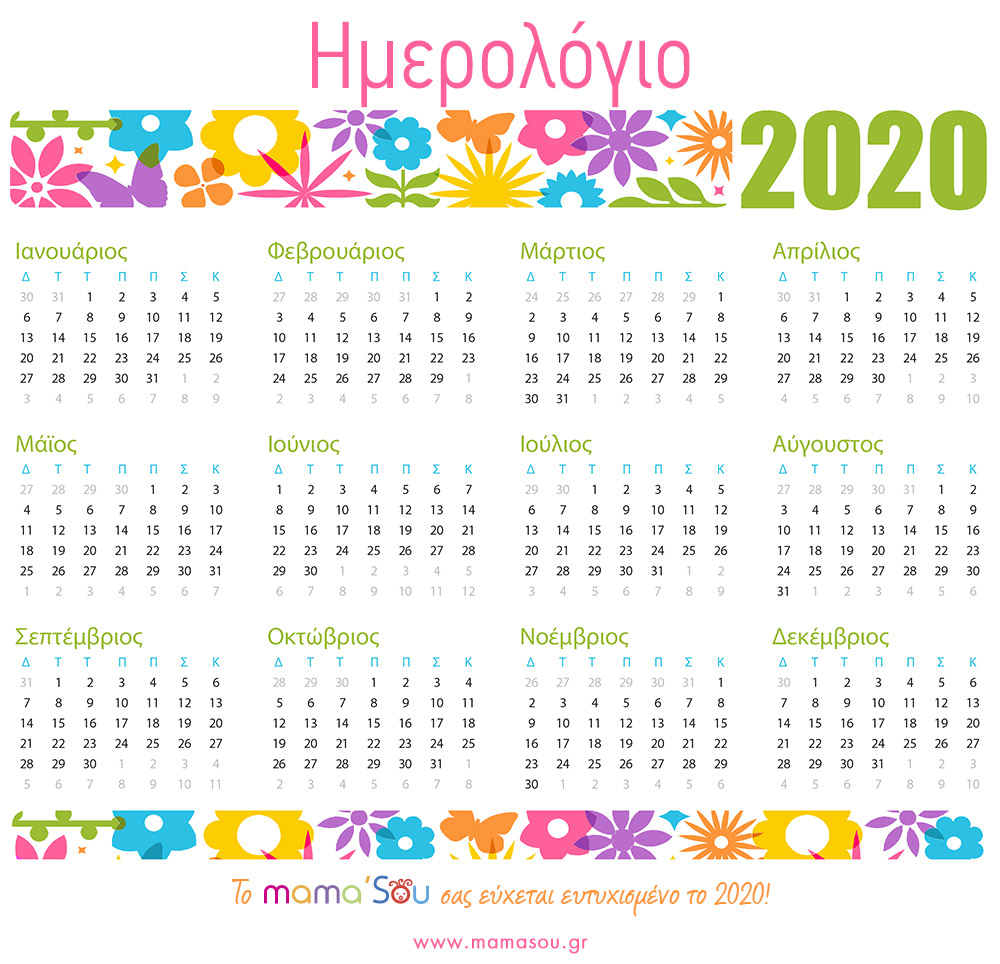 Ημερολόγιο
2020
Ιανουάριος Φεβρουάριος Μάρτιος Απρίλιος
Δ Τ Τ Π Π Σ Κ Δ Τ Τ Π Π Σ Κ Δ Τ Τ Π Π Σ Κ Δ Τ Τ Π Π Σ Κ
30 31 1 2 3 4 5 27 28 29 30 31 1 2 24 25 26 27 28 29 1 30 31 1 2 3 4 5
6 7 8 9 10 11 12 3 4 5 6 7 8 9 2 3 4 5 6 7 8 6 7 8 9 10 11 12
13 14 15 16 17 18 19 10 11 12 13 14 15 16 9 10 11 12 13 14 15 13 14 15 16 17 18 19
20 21 22 23 24 25 26 17 18 19 20 21 22 23 16 17 18 19 20 21 22 20 21 22 23 24 25 26
27 28 29 30 31 1 2 24 25 26 27 28 29 1 23 24 25 26 27 28 29 27 28 29 30 1 2 3
3 4 5 6 7 8 9 2 3 4 5 6 7 8 30 31 1 2 3 4 5 4 5 6 7 8 9 10
Μάϊος Ιούνιος Ιούλιος Αύγουστος
Δ Τ Τ Π Π Σ Κ Δ Τ Τ Π Π Σ Κ Δ Τ Τ Π Π Σ Κ Δ Τ Τ Π Π Σ Κ
27 28 29 30 1 2 3 1 2 3 4 5 6 7 29 30 1 2 3 4 5 27 28 29 30 31 1 2
4 5 6 7 8 9 10 8 9 10 11 12 13 14 6 7 8 9 10 11 12 3 4 5 6 7 8 9
11 12 13 14 15 16 17 15 16 17 18 19 20 21 13 14 15 16 17 18 19 10 11 12 13 14 15 16
18 19 20 21 22 23 24 22 23 24 25 26 27 28 20 21 22 23 24 25 26 17 18 19 20 21 22 23
25 26 27 28 29 30 31 29 30 1 2 3 4 5 27 28 29 30 31 1 2 24 25 26 27 28 29 30
1 2 3 4 5 6 7 6 7 8 9 10 11 12 3 4 5 6 7 8 9 31 1 2 3 4 5 6
Σεπτέμβριος Οκτώβριος Νοέμβριος Δεκέμβριος
Δ Τ Τ Π Π Σ Κ Δ Τ Τ Π Π Σ Κ Δ Τ Τ Π Π Σ Κ Δ Τ Τ Π Π Σ Κ
31 1 2 3 4 5 6 28 29 30 1 2 3 4 26 27 28 29 30 31 1 30 1 2 3 4 5 6
7 8 9 10 11 12 13 5 6 7 8 9 10 11 2 3 4 5 6 7 8 7 8 9 10 11 12 13
14 15 16 17 18 19 20 12 13 14 15 16 17 18 9 10 11 12 13 14 15 14 15 16 17 18 19 20
21 22 23 24 25 26 27 19 20 21 22 23 24 25 16 17 18 19 20 21 22 21 22 23 24 25 26 27
28 29 30 1 2 3 4 26 27 28 29 30 31 1 23 24 25 26 27 28 29 28 29 30 31 1 2 3
5 6 7 8 9 10 11 2 3 4 5 6 7 8 30 1 2 3 4 5 6 4 5 6 7 8 9 10
Το mama'Sou σας εύχεται ευτυχισμένο το 2020!
www.mamasou.gr